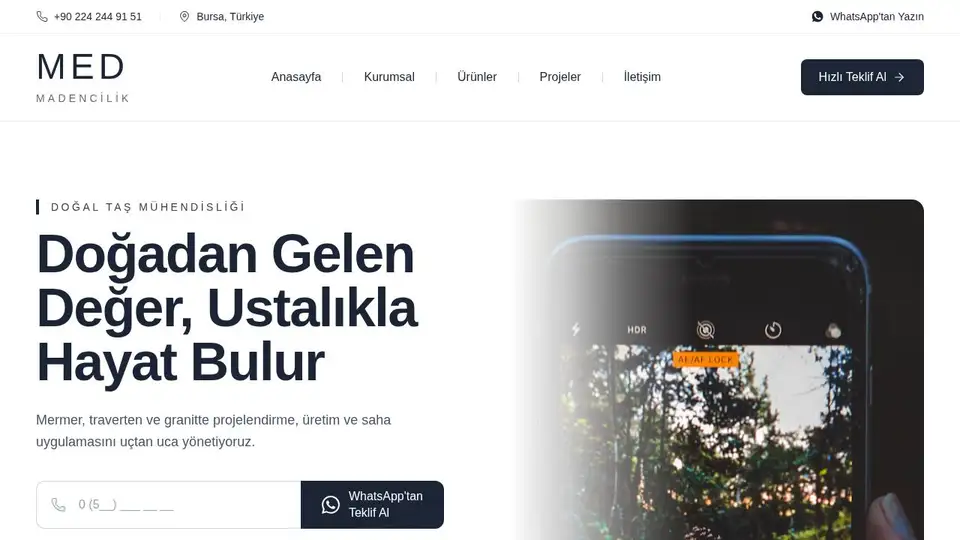 +90 224 244 91 51
Bursa, Türkiye
WhatsApp'tan Yazın
MED
MADENCİLİK
Anasayfa
Kurumsal
Ürünler
Projeler
İletişim
Hızlı Teklif Al
DOĞAL TAŞ MÜHENDİSLİĞİ
Doğadan Gelen
Değer, Ustalıkla
Hayat Bulur
Mermer, traverten ve granitte projelendirme, üretim ve saha
uygulamasını uçtan uca yönetiyoruz.
0 (5__) ___ __ __
WhatsApp'tan
Teklif Al
HDR
AE/AF LOCK